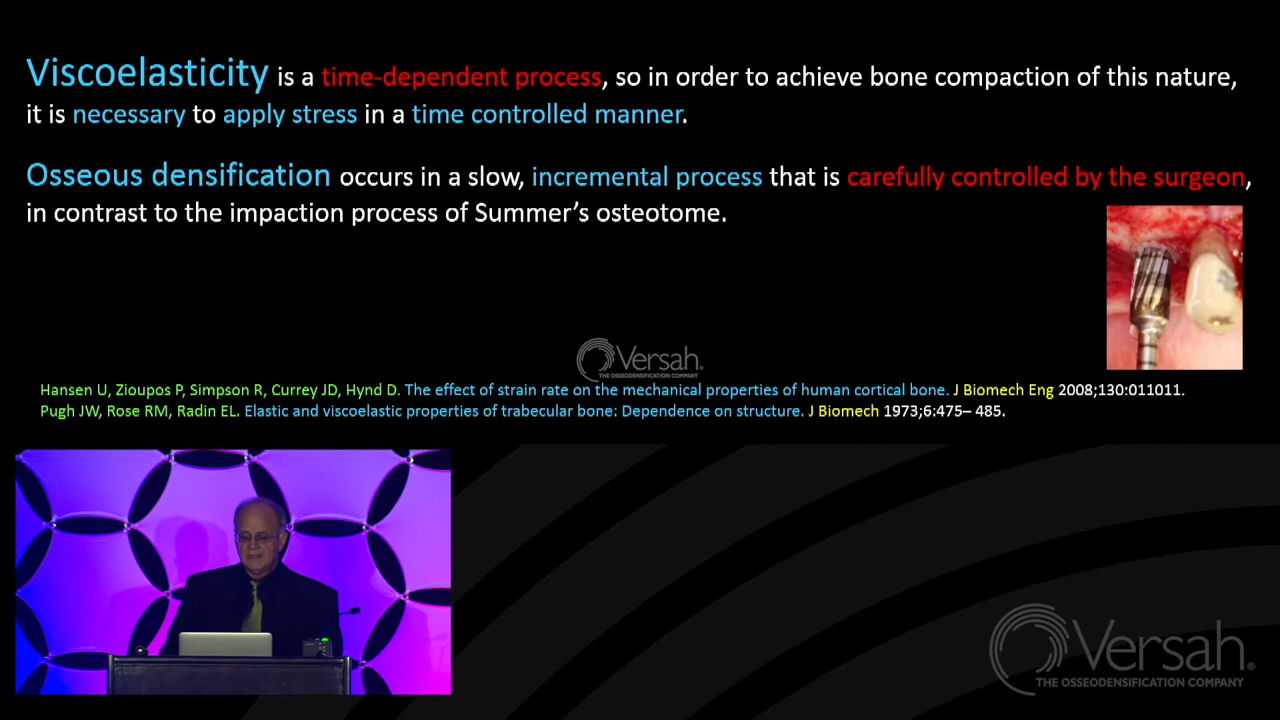 Viscoelasticity is a time-dependent process, so in order to achieve bone compaction of this nature,
it is necessary to apply stress in a time controlled manner.
Osseous densification occurs in a slow, incremental process that is carefully controlled by the surgeon,
in contrast to the impaction process of Summer’s osteotome.
Versah.
THE OSSEODENSIFICATION COMPANY
Hansen U, Zioupos P, Simpson R, Currey JD, Hynd D. The effect of strain rate on the mechanical properties of human cortical bone. J Biomech Eng 2008;130:011011.
Pugh JW, Rose RM, Radin EL. Elastic and viscoelastic properties of trabecular bone: Dependence on structure. J Biomech 1973;6:475– 485.
Versah®
THE OSSEODENSIFICATION COMPANY